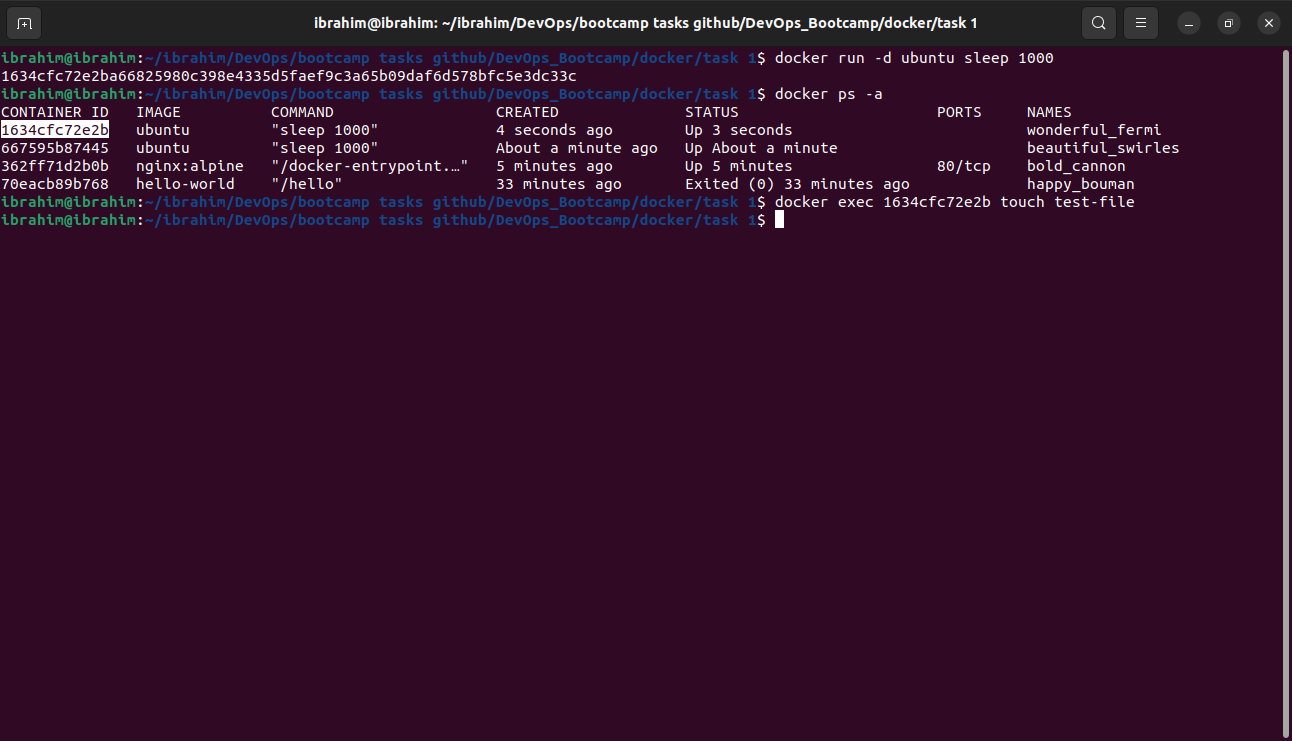 ibrahim@ibrahim: ~/ibrahim/DevOps/bootcamp tasks github/DevOps_Bootcamp/docker/task 1
ibrahim@ibrahim:~/ibrahim/DevOps/bootcamp tasks github/DevOps_Bootcamp/docker/task 1$ docker run -d ubuntu sleep 1000
1634cfc72e2ba66825980c398e4335d5faef9c3a65b09daf6d578bfc5e3dc33c
ibrahim@ibrahim:~/ibrahim/DevOps/bootcamp tasks github/DevOps_Bootcamp/docker/task 1$ docker ps -a
CONTAINER ID   IMAGE          COMMAND                  CREATED              STATUS                      PORTS     NAMES
1634cfc72e2b   ubuntu         "sleep 1000"             4 seconds ago        Up 3 seconds                          wonderful_fermi
667595b87445   ubuntu         "sleep 1000"             About a minute ago   Up About a minute                     beautiful_swirles
362ff71d2b0b   nginx:alpine   "/docker-entrypoint.…"   5 minutes ago        Up 5 minutes                80/tcp    bold_cannon
70eacb89b768   hello-world    "/hello"                 33 minutes ago       Exited (0) 33 minutes ago             happy_bouman
ibrahim@ibrahim:~/ibrahim/DevOps/bootcamp tasks github/DevOps_Bootcamp/docker/task 1$ docker exec 1634cfc72e2b touch test-file
ibrahim@ibrahim:~/ibrahim/DevOps/bootcamp tasks github/DevOps_Bootcamp/docker/task 1$